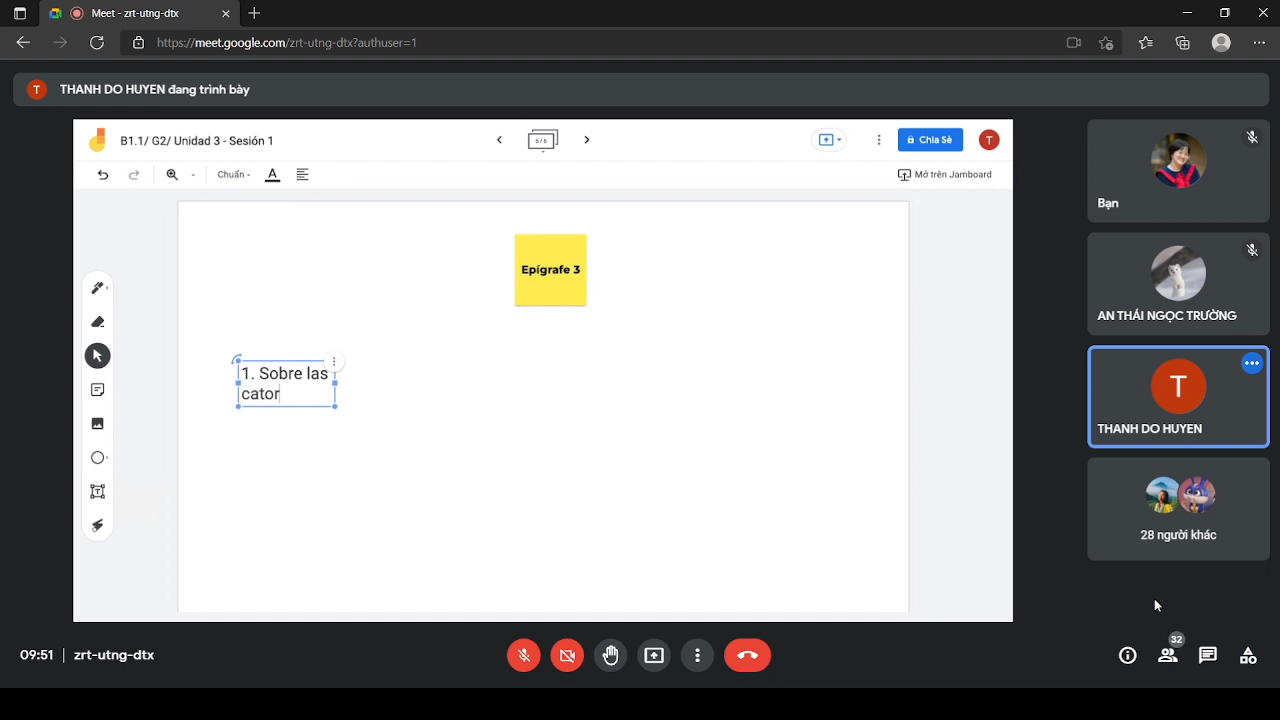 Meet - zrt-utng-dtx
https://meet.google.com/zrt-utng-dtx?authuser=1
T
THANH DO HUYEN đang trình bày
B1.1/ G2/ Unidad 3 - Sesión 1
5 / 5
Chia Sẻ
T
Chuẩn
A
Mở trên Jamboard
Epígrafe 3
1. Sobre las
cator
Bạn
AN THÁI NGỌC TRƯỜNG
T
THANH DO HUYEN
28 người khác
09:51
zrt-utng-dtx
32